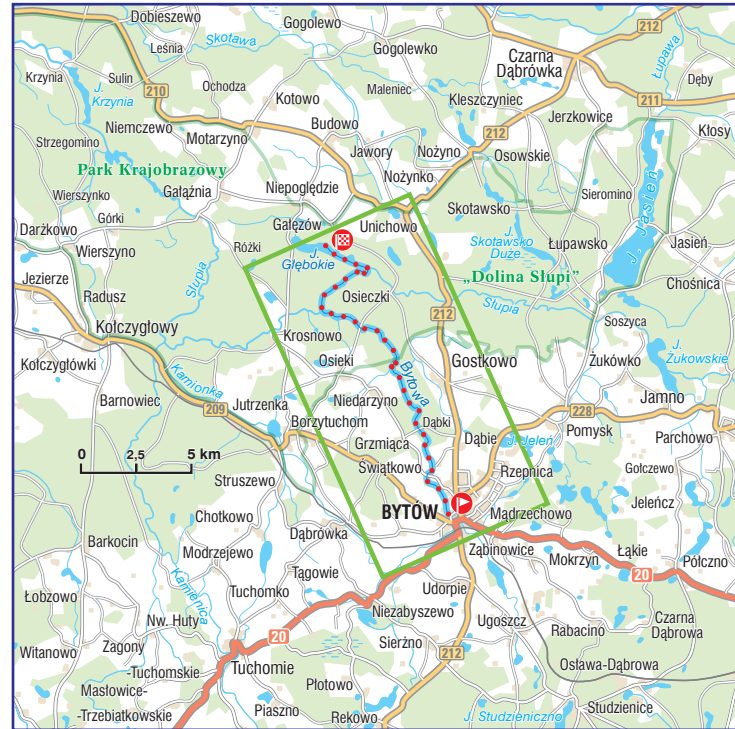 Dobieszewo
Gogolewo
212
Leśnia
Skotawa
Gogolewko
Czarna
Dąbrówka
Łupawa
Krzynia
Sulin
J.
Krzynia
Ochodza
Maleniec
Dęby
210
Kotowo
Kleszczyniec
211
Strzegomino
Niemczewo
Motarzyno
Budowo
Jerzkowice
Kłosy
212
Jawory
Nożyno
Osowskie
Park Krajobrazowy
Nożynko
Wierszynko
Gałąźnia
Niepoględzie
Sieromino
J. Jasień
Górki
Skotawsko
Darżkowo
Gałęzów
Unichowo
J.
Skotawsko
Duże
Łupawsko
Jasień
Wierszyno
Różki
J.
Głębokie
„Dolina Słupi”
Jezierze
Słupia
Chośnica
Radusz
Osieczki
Słupia
Soszyca
Kołczygłowy
212
J.
Żukowskie
Krosnowo
Bytowa
Kołczygłówki
Osieki
Gostkowo
Żukówko
Kamionka
Barnowiec
209
Jutrzenka
Niedarzyno
Jamno
228
Borzytuchom
Dąbki
Dąbie
Pomysk
Parchowo
0 2,5 5 km
Grzmiąca
J. Jeleń
Świątkowo
Rzepnica
Gołczewo
Struszewo
BYTÓW
Mądrzechowo
Jeleńcz
Chotkowo
Barkocin
Dąbrówka
Ząbinowice
Łąkie
Modrzejewo
Mokrzyn
20
Półczno
Tągowie
Łobzowo
Kamienica
Tuchomko
Udorpie
Niezabyszewo
Ugoszcz
Czarna
Dąbrowa
Nw. Huty
20
Rabacino
Witanowo
Zagony
Sierżno
212
-Tuchomskie
Tuchomie
Osława-Dąbrowa
Masłowice-
-Trzebiatkowskie
Płotowo
Piaszno
Rekowo
J. Studzieniczno
Studzienice